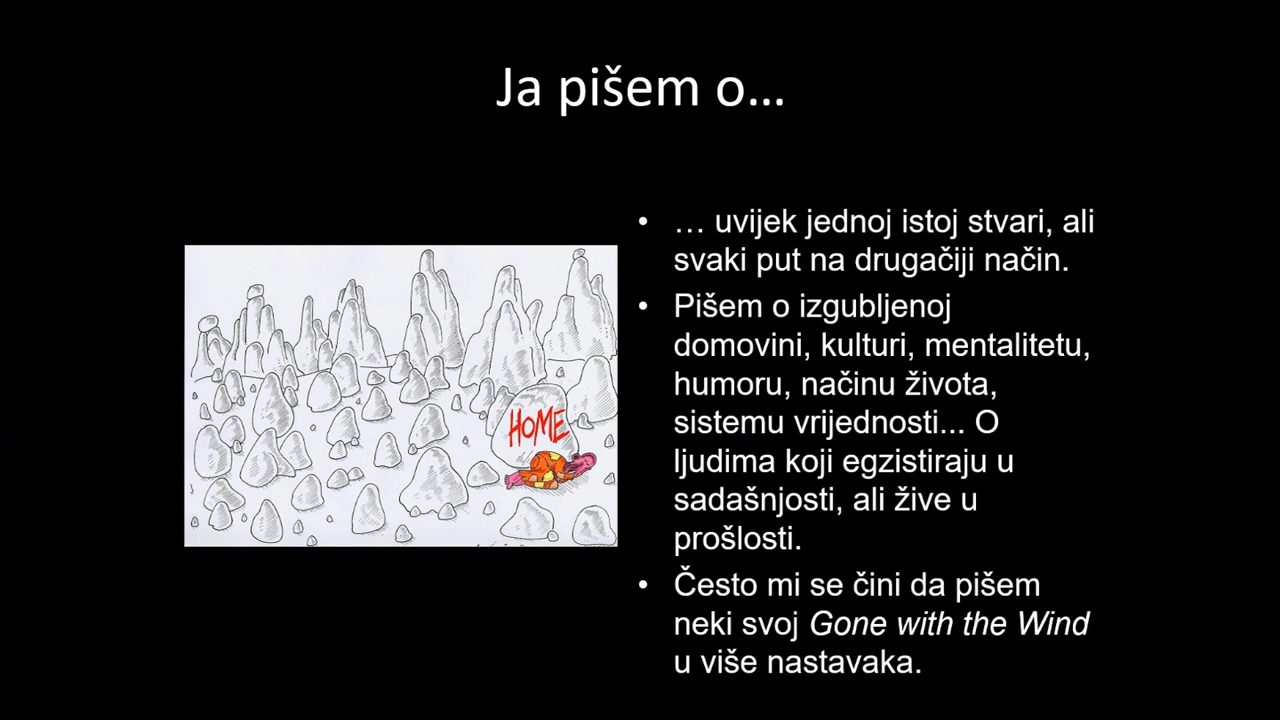 Ja pišem o...
HOME
• … uvijek jednoj istoj stvari, ali
svaki put na drugačiji način.
• Pišem o izgubljenoj
domovini, kulturi, mentalitetu,
humoru, načinu života,
sistemu vrijednosti... O
ljudima koji egzistiraju u
sadašnjosti, ali žive u
prošlosti.
• Često mi se čini da pišem
neki svoj Gone with the Wind
u više nastavaka.